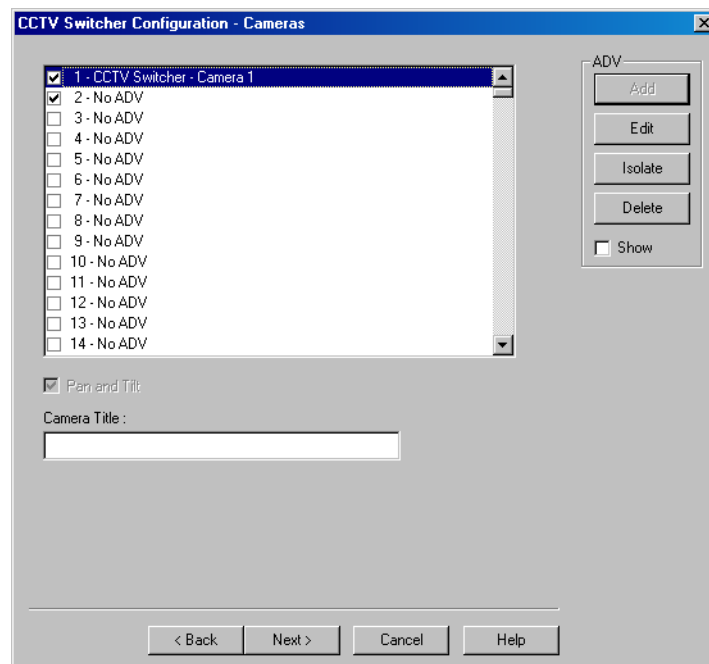 CCTV Switcher Configuration - Cameras
1 - CCTV Switcher - Camera 1
2 - No ADV
3 - No ADV
4 - No ADV
5 - No ADV
6 - No ADV
7 - No ADV
8 - No ADV
9 - No ADV
10 - No ADV
11 - No ADV
12 - No ADV
13 - No ADV
14 - No ADV
ADV
Add
Edit
Isolate
Delete
Show
Pan and Tilt
Camera Title :
< Back
Next >
Cancel
Help